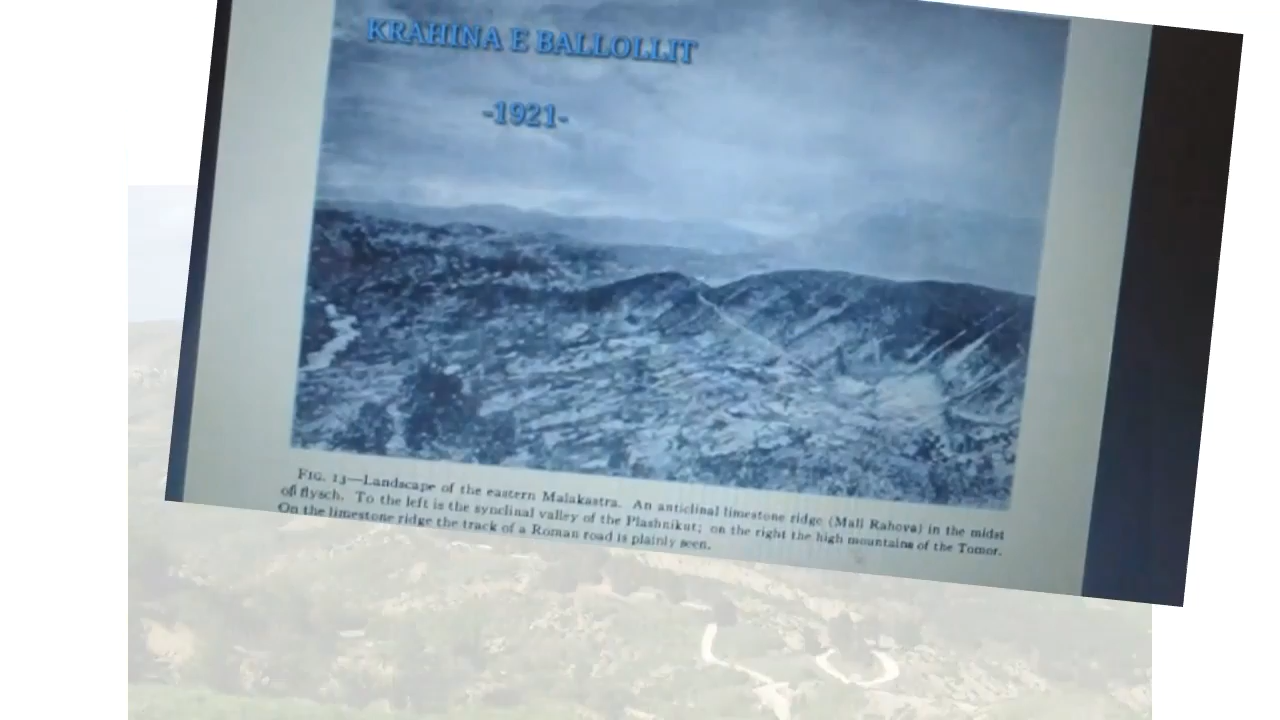 KRAHINA E BALLOLLIT
-1921-
FIG. 13—Landscape of the eastern Malakastra. An anticlinal limestone ridge (Mali Rahova) in the midst
of flysch. To the left is the synclinal valley of the Plashnikut; on the right the high mountains of the Tomor.
On the limestone ridge the track of a Roman road is plainly seen.